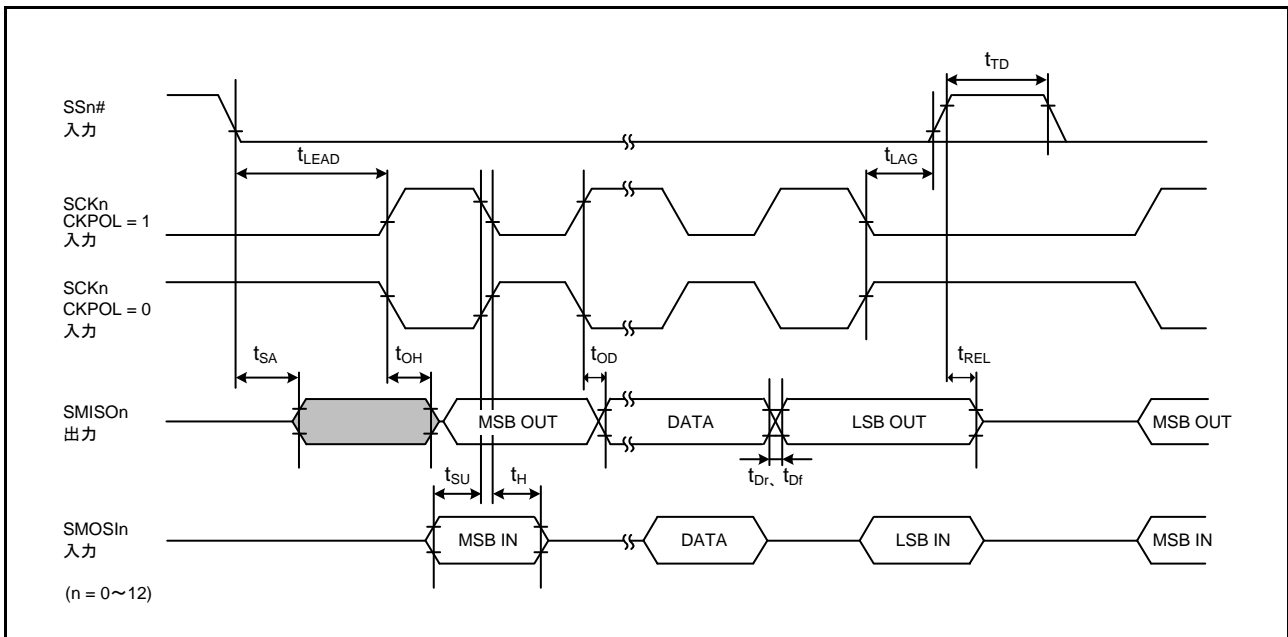 SSn#
入力
tTD
tLEAD
tLAG
SCKn
CKPOL = 1
入力
SCKn
CKPOL = 0
入力
tSA
tOH
tOD
tREL
SMISOn
出力
MSB OUT
DATA
LSB OUT
MSB OUT
tSU
tH
tDr、tDf
SMOSIn
入力
MSB IN
DATA
LSB IN
MSB IN
(n = 0～12)